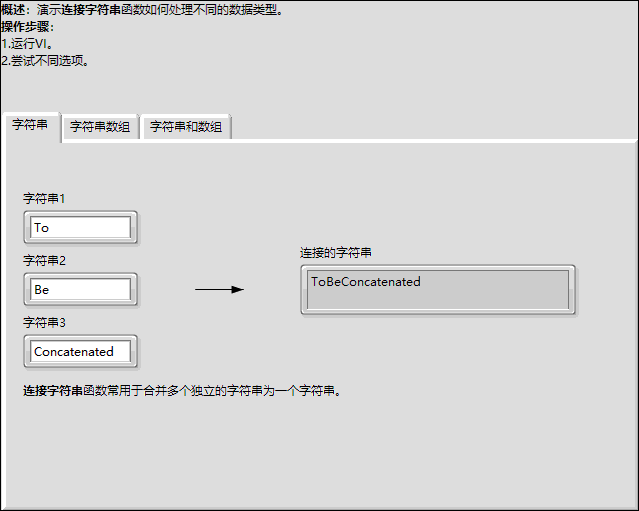 概述：演示连接字符串函数如何处理不同的数据类型。
操作步骤：
1.运行VI。
2.尝试不同选项。
字符串 字符串数组 字符串和数组
字符串1
To
字符串2
Be
字符串3
Concatenated
连接的字符串
ToBeConcatenated
连接字符串函数常用于合并多个独立的字符串为一个字符串。